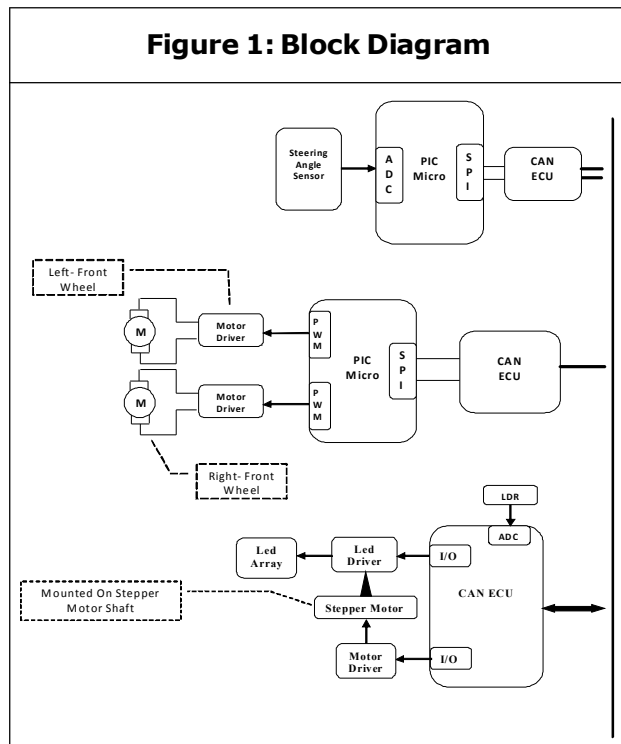 Figure 1: Block Diagram
Steering
Angle
Sensor
A
D
C
PIC
Micro
S
P
I
CAN
ECU
Left- Front
Wheel
M
Motor
Driver
P
W
M
PIC
Micro
S
P
I
CAN
ECU
M
Motor
Driver
P
W
M
Right- Front
Wheel
LDR
ADC
Led
Array
Led
Driver
I/O
CAN ECU
Mounted On Stepper
Motor Shaft
Stepper Motor
Motor
Driver
I/O